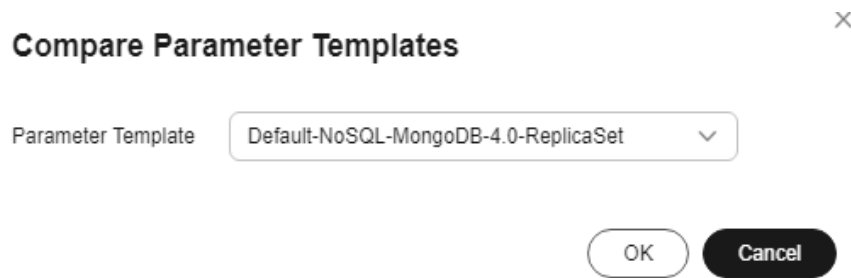 Compare Parameter Templates
Parameter Template Default-NoSQL-MongoDB-4.0-ReplicaSet
OK Cancel